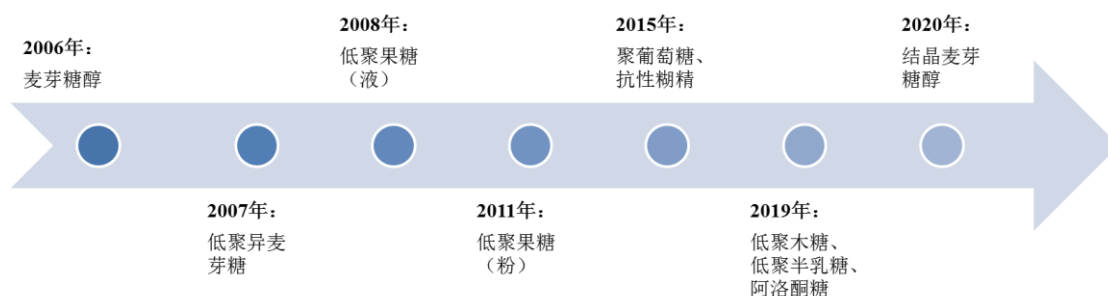 2006年：
麦芽糖醇
2007年：
低聚异麦
芽糖
2008年：
低聚果糖
（液）
2011年：
低聚果糖
（粉）
2015年：
聚葡萄糖、
抗性糊精
2019年：
低聚木糖、
低聚半乳糖、
阿洛酮糖
2020年：
结晶麦芽
糖醇